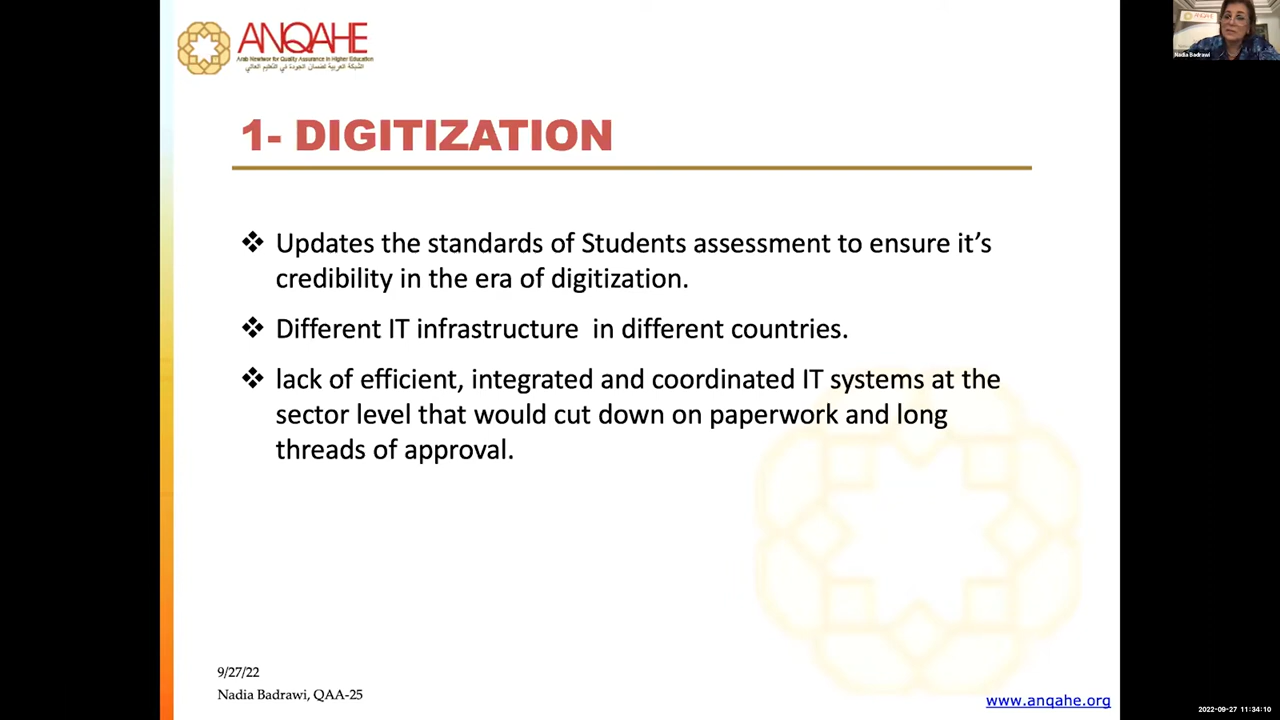 ANQAHE
Arab Newtwor for Quality Assurance in Higher Education
الشبكة العربية لضمان الجودة في التعليم العالي
Nadia Badrawi
1- DIGITIZATION
❖ Updates the standards of Students assessment to ensure it’s
credibility in the era of digitization.
❖ Different IT infrastructure in different countries.
❖ lack of efficient, integrated and coordinated IT systems at the
sector level that would cut down on paperwork and long
threads of approval.
9/27/22
Nadia Badrawi, QAA-25
www.anqahe.org
2022-09-27 11:34:10